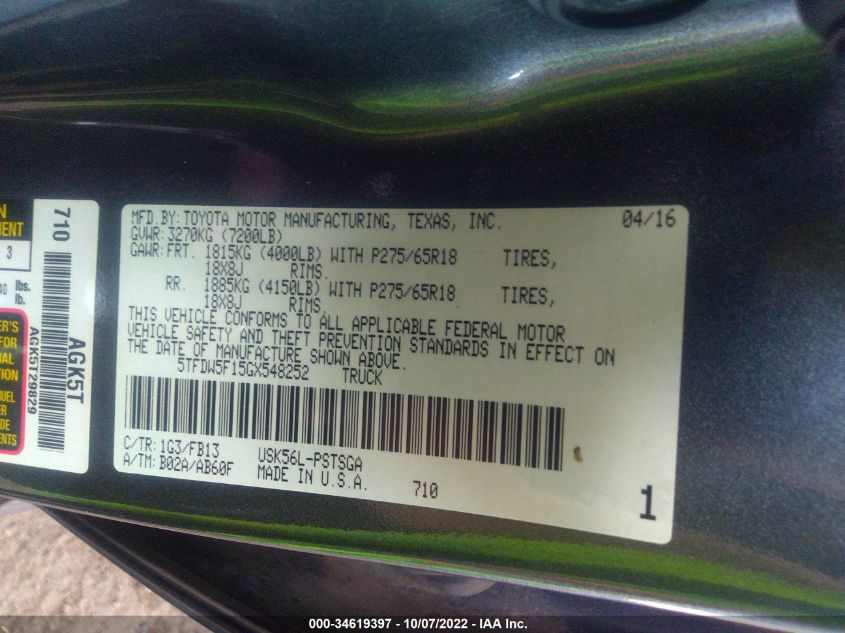 MFD.BY:TOYOTA MOTOR MANUFACTURING, TEXAS, INC. 04/16
GVWR:3270KG (7200LB)
GAWR:FRT. 1815KG (4000LB) WITH P275/65R18 TIRES,
18X8J RIMS.
RR. 1885KG (4150LB) WITH P275/65R18 TIRES,
18X8J RIMS.
THIS VEHICLE CONFORMS TO ALL APPLICABLE FEDERAL MOTOR
VEHICLE SAFETY AND THEFT PREVENTION STANDARDS IN EFFECT ON
THE DATE OF MANUFACTURE SHOWN ABOVE.
5TFDW5F15GX548252 TRUCK
C/TR:1G3/FB13 USK56L-PSTSGA
A/TM:B02A/AB60F MADE IN U.S.A. 710
1
710
AGK5T
AGK5T29829
3
lbs.
lb.
000-34619397 - 10/07/2022 - IAA Inc.